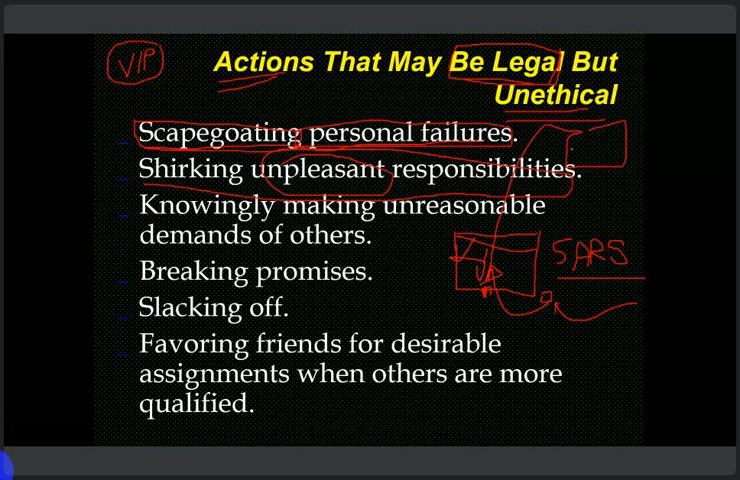 VIP
Actions That May Be Legal But
Unethical
Scapegoating personal failures.
Shirking unpleasant responsibilities.
Knowingly making unreasonable
demands of others.
SARS
Breaking promises.
Slacking off.
Favoring friends for desirable
assignments when others are more
qualified.